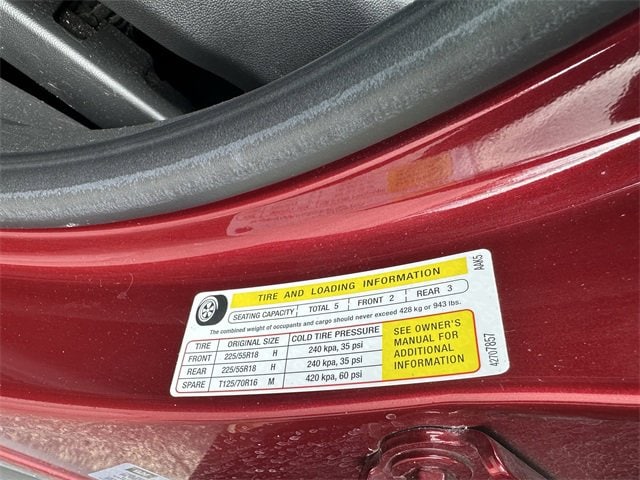 TIRE AND LOADING INFORMATION
SEATING CAPACITY TOTAL 5 FRONT 2 REAR 3
The combined weight of occupants and cargo should never exceed 428 kg or 943 lbs.
TIRE ORIGINAL SIZE COLD TIRE PRESSURE
FRONT 225/55R18 H 240 kpa, 35 psi
REAR 225/55R18 H 240 kpa, 35 psi
SPARE T125/70R16 M 420 kpa, 60 psi
SEE OWNER'S
MANUAL FOR
ADDITIONAL
INFORMATION
42707857
AAK5